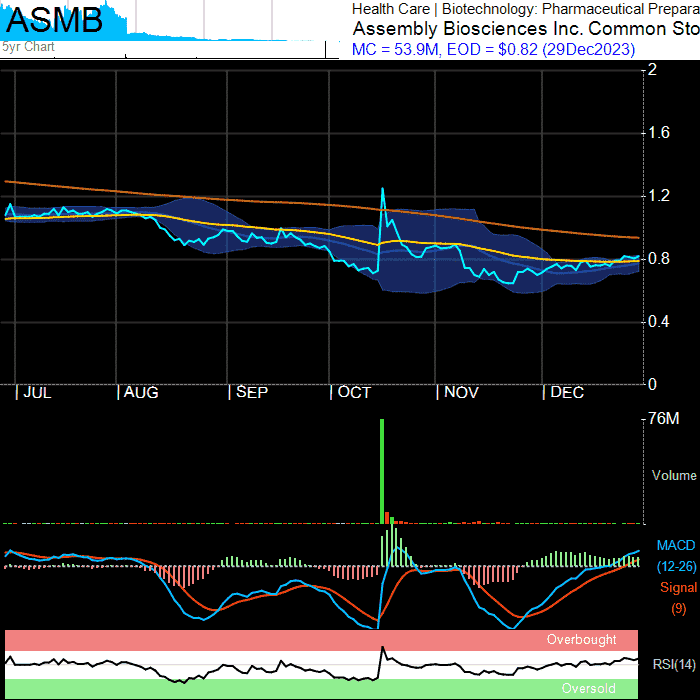 ASMB
Health Care | Biotechnology: Pharmaceutical Prepara
Assembly Biosciences Inc. Common Sto
5yr Chart
MC = 53.9M, EOD = $0.82 (29Dec2023)
2
1.6
1.2
0.8
0.4
0
JUL AUG SEP OCT NOV DEC
76M
Volume
MACD
(12-26)
Signal
(9)
Overbought
RSI(14)
Oversold